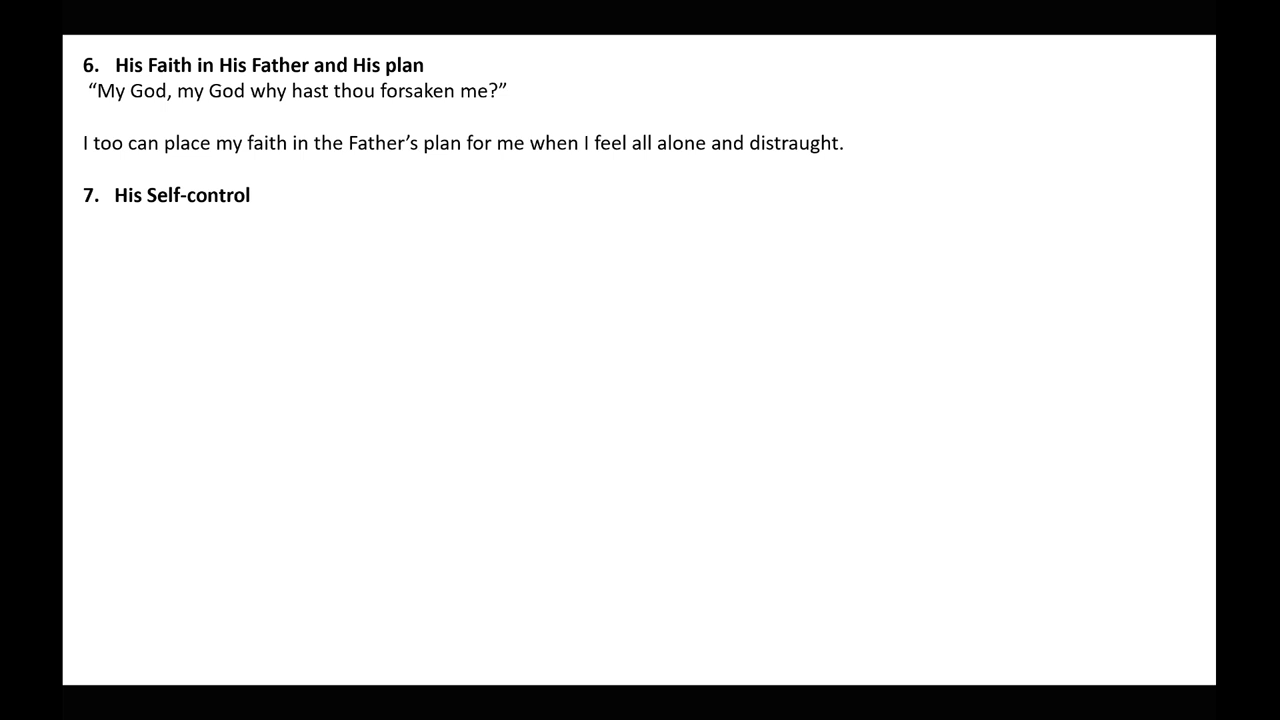 6. His Faith in His Father and His plan
“My God, my God why hast thou forsaken me?”
I too can place my faith in the Father’s plan for me when I feel all alone and distraught.
7. His Self-control